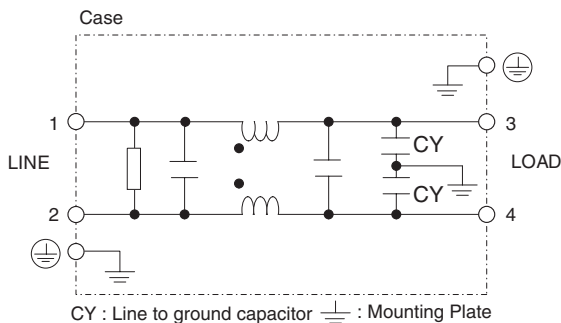 Case
1
3
CY
LINE
LOAD
CY
2
4
CY : Line to ground capacitor : Mounting Plate